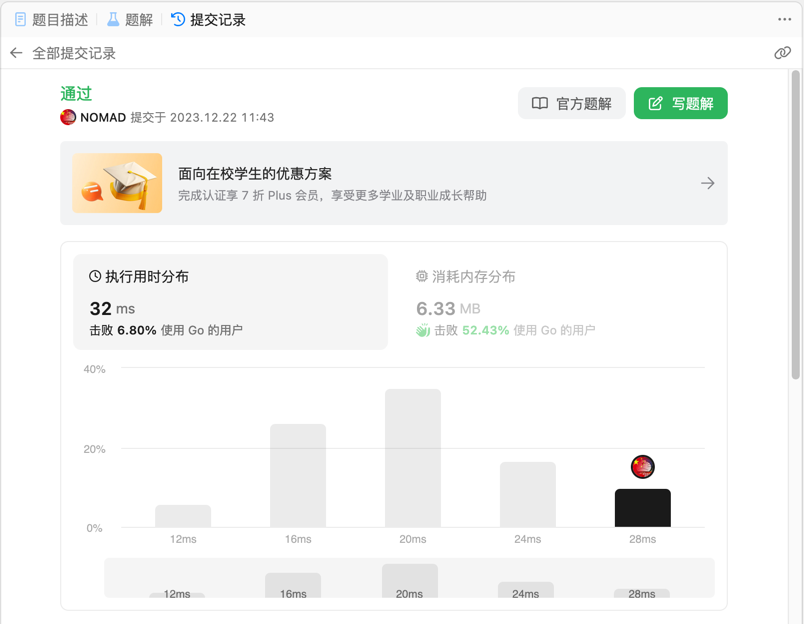 题目描述 题解 提交记录
全部提交记录
通过
NOMAD 提交于 2023.12.22 11:43
官方题解
写题解
面向在校学生的优惠方案
完成认证享 7 折 Plus 会员，享受更多学业及职业成长帮助
执行用时分布
32 ms
击败 6.80% 使用 Go 的用户
消耗内存分布
6.33 MB
击败 52.43% 使用 Go 的用户
40%
20%
0%
12ms 16ms 20ms 24ms 28ms
12ms 16ms 20ms 24ms 28ms